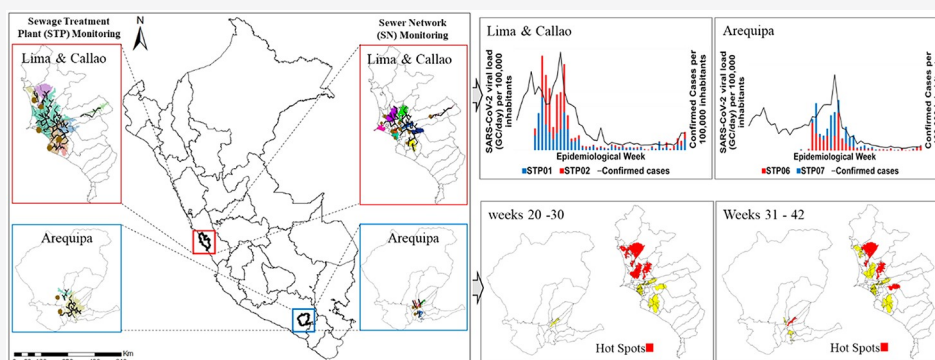 Sewage Treatment
Plant (STP) Monitoring
Lima & Callao
N
Sewer Network
(SN) Monitoring
Lima & Callao
Arequipa
Arequipa
Km
Lima & Callao
SARS-CoV-2 viral load
(GC/day) per 100,000
inhabitants
Confirmed Cases per
100,000 inhabitants
Epidemiological Week
STP01 STP02 Confirmed cases
Arequipa
SARS-CoV-2 viral load
(GC/day) per 100,000
inhabitants
Confirmed Cases per
Epidemiological Week
STP06 STP07 Confirmed cases
weeks 20 -30
Hot Spots
Weeks 31 - 42
Hot Spots